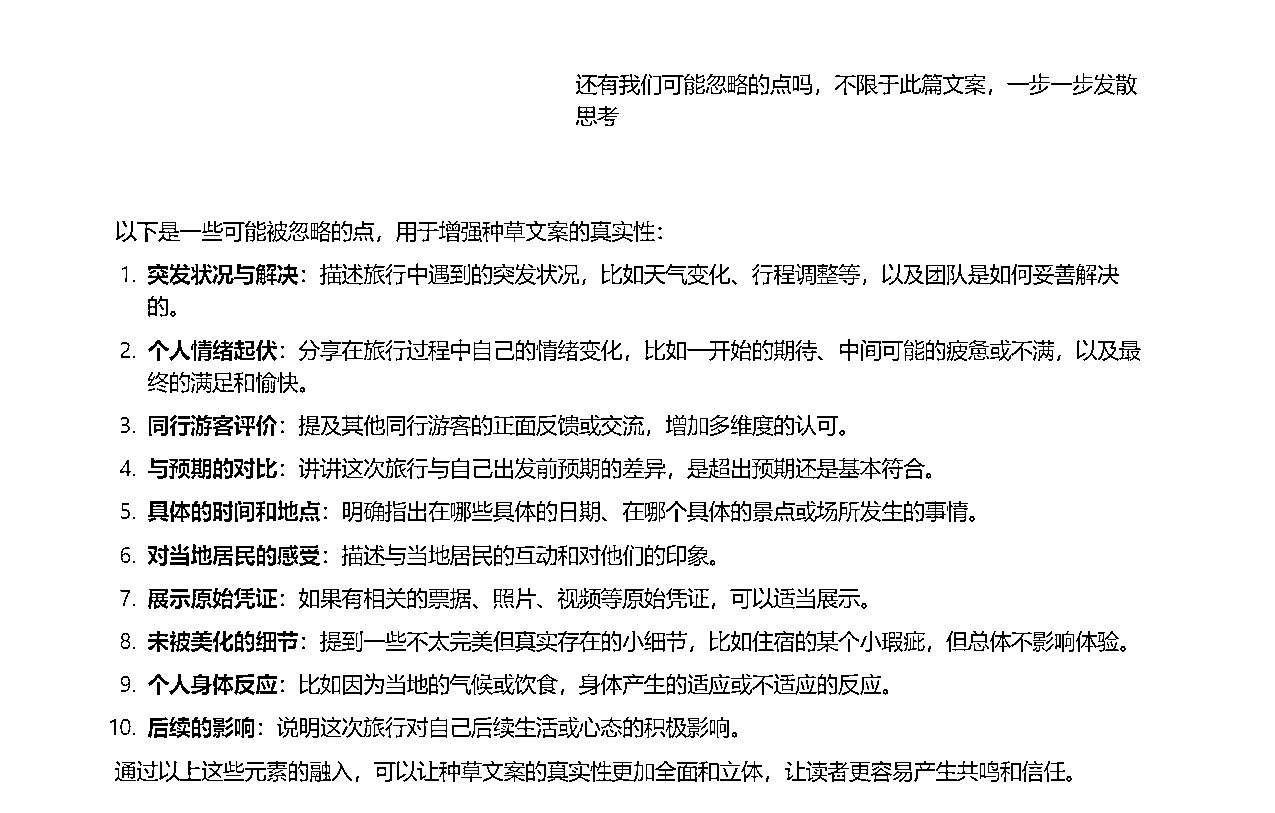 还有我们可能忽略的点吗，不限于此篇文案，一步一步发散
思考
以下是一些可能被忽略的点，用于增强种草文案的真实性：
1. 突发状况与解决：描述旅行中遇到的突发状况，比如天气变化、行程调整等，以及团队是如何妥善解决
的。
2. 个人情绪起伏：分享在旅行过程中自己的情绪变化，比如一开始的期待、中间可能的疲惫或不满，以及最
终的满足和愉快。
3. 同行游客评价：提及其他同行游客的正面反馈或交流，增加多维度的认可。
4. 与预期的对比：讲讲这次旅行与自己出发前预期的差异，是超出预期还是基本符合。
5. 具体的时间和地点：明确指出在哪些具体的日期、在哪个具体的景点或场所发生的事情。
6. 对当地居民的感受：描述与当地居民的互动和对他们的印象。
7. 展示原始凭证：如果有相关的票据、照片、视频等原始凭证，可以适当展示。
8. 未被美化的细节：提到一些不太完美但真实存在的小细节，比如住宿的某个小瑕疵，但总体不影响体验。
9. 个人身体反应：比如因为当地的气候或饮食，身体产生的适应或不适应的反应。
10. 后续的影响：说明这次旅行对自己后续生活或心态的积极影响。
通过以上这些元素的融入，可以让种草文案的真实性更加全面和立体，让读者更容易产生共鸣和信任。